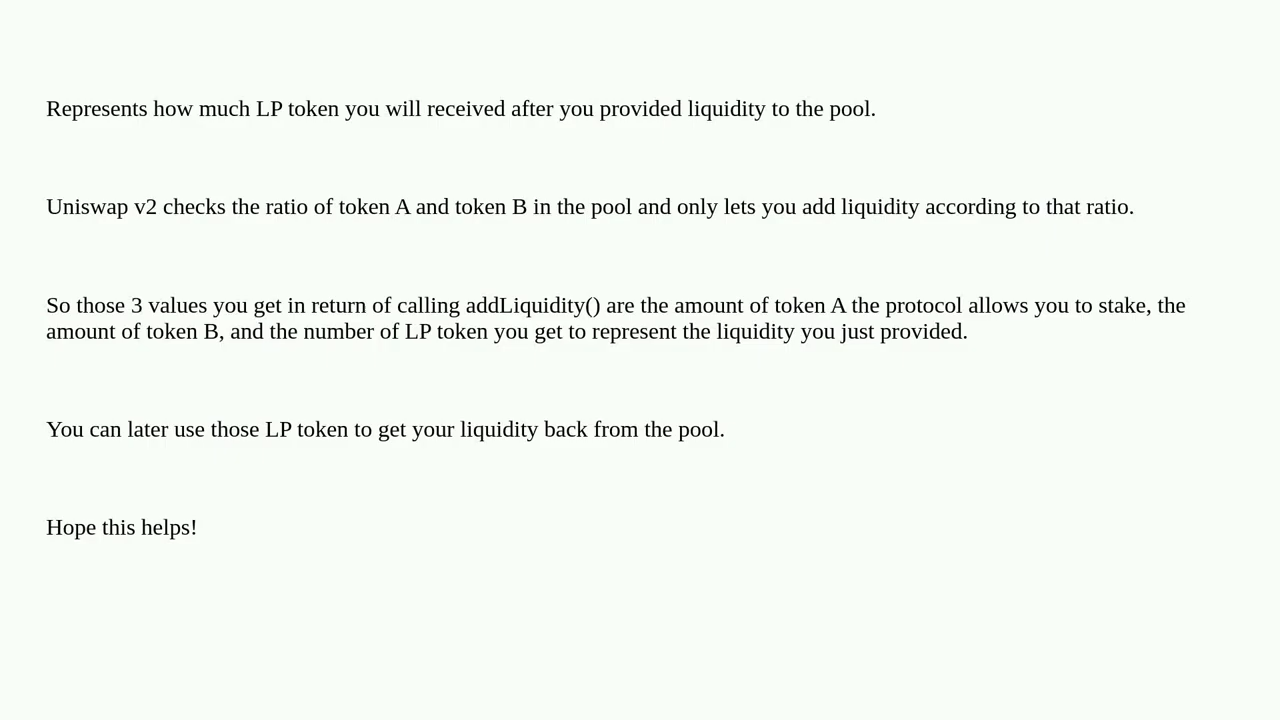 Represents how much LP token you will received after you provided liquidity to the pool.
Uniswap v2 checks the ratio of token A and token B in the pool and only lets you add liquidity according to that ratio.
So those 3 values you get in return of calling addLiquidity() are the amount of token A the protocol allows you to stake, the
amount of token B, and the number of LP token you get to represent the liquidity you just provided.
You can later use those LP token to get your liquidity back from the pool.
Hope this helps!